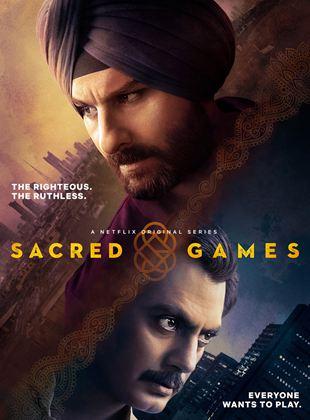 THE RIGHTEOUS.
THE RUTHLESS.
A NETFLIX ORIGINAL SERIES
SACRED GAMES
EVERYONE
WANTS TO PLAY.